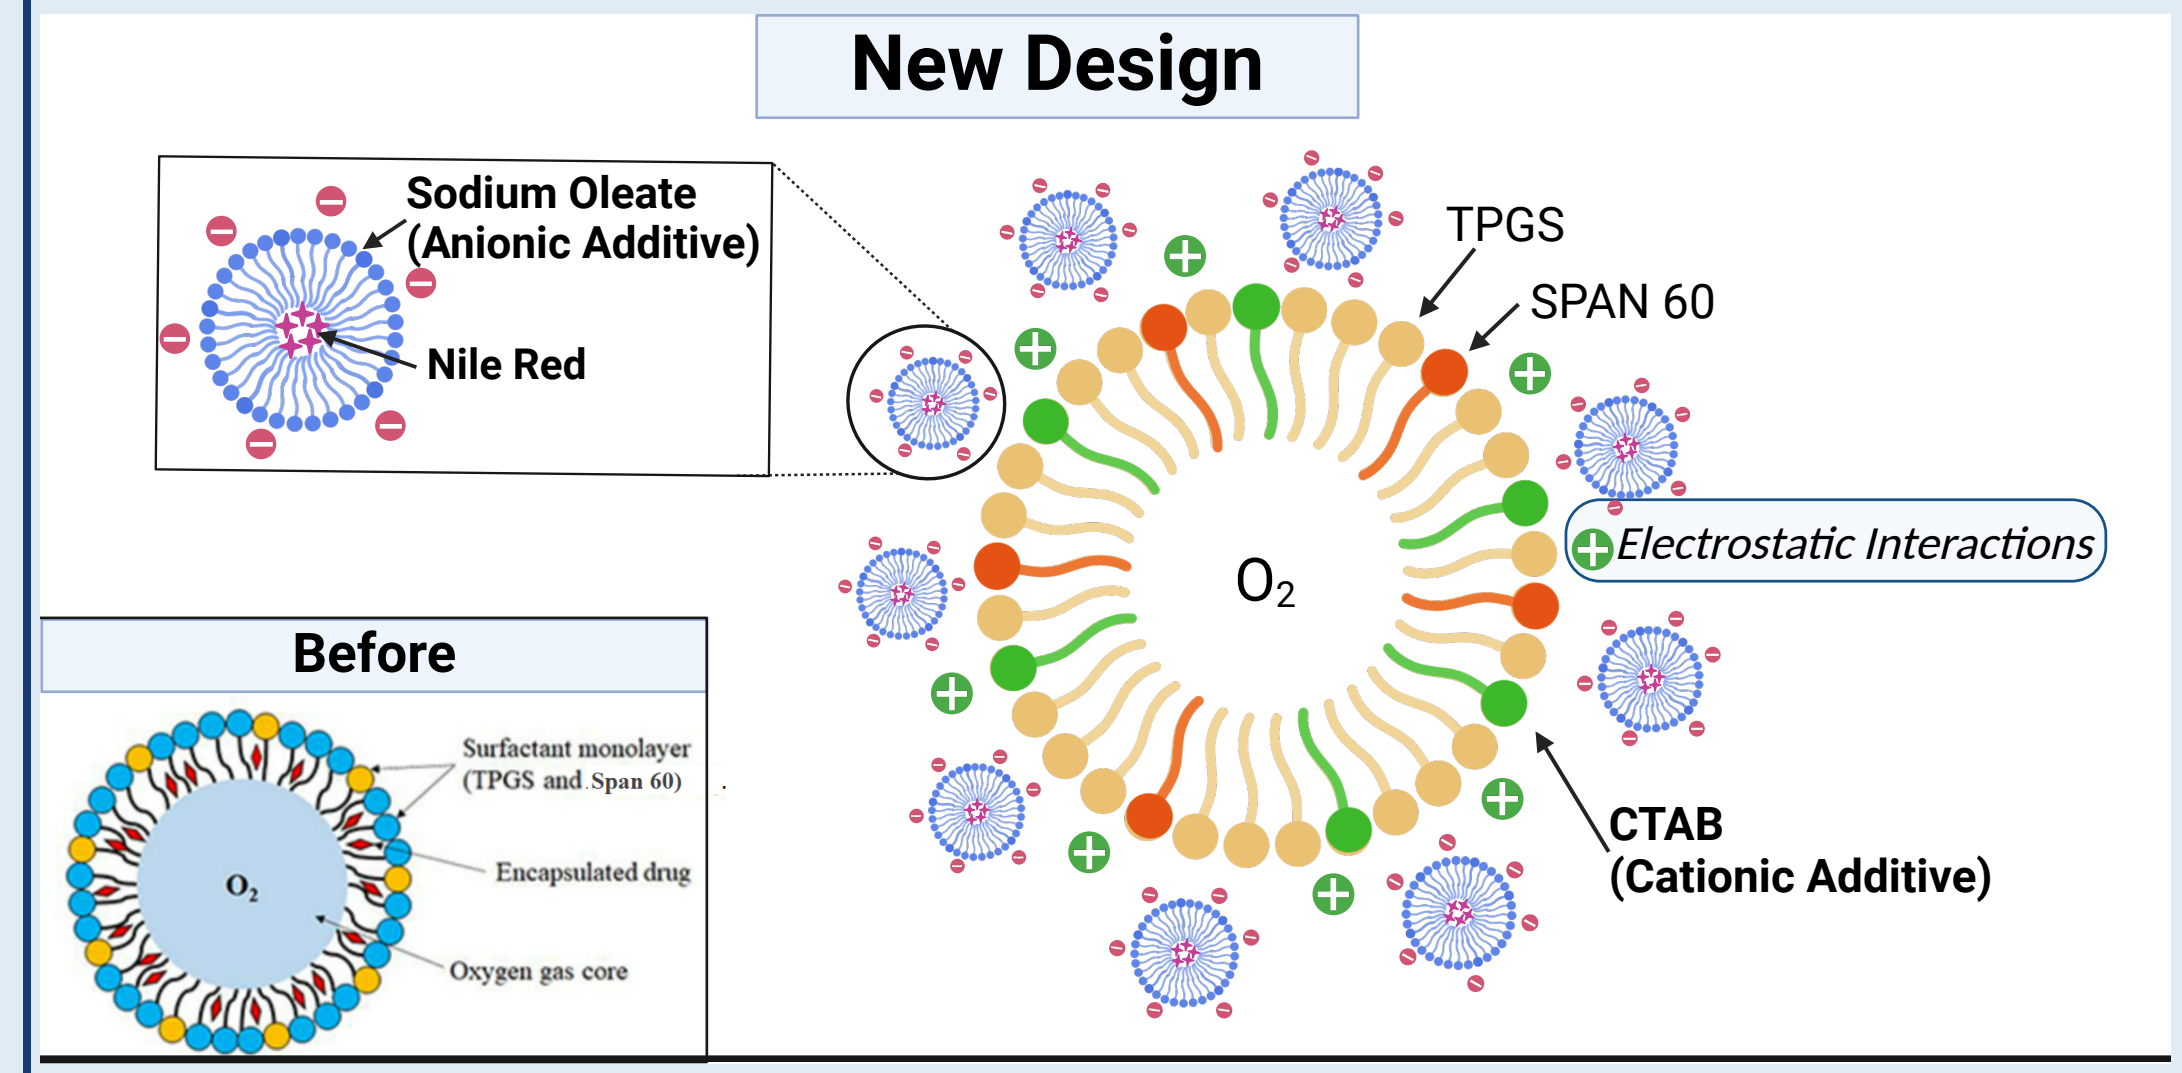 New Design
Sodium Oleate
(Anionic Additive)
Nile Red
TPGS
SPAN 60
Electrostatic Interactions
O₂
CTAB
(Cationic Additive)
Before
Surfactant monolayer
(TPGS and Span 60)
Encapsulated drug
O₂
Oxygen gas core